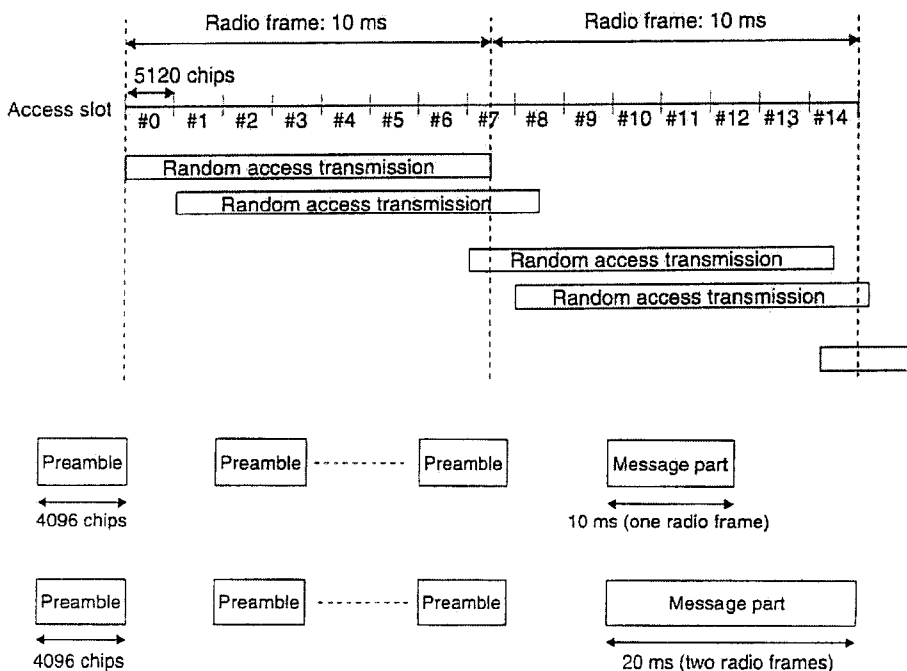 Radio frame: 10 ms Radio frame: 10 ms
5120 chips
Access slot
#0 #1 #2 #3 #4 #5 #6 #7 #8 #9 #10 #11 #12 #13 #14
Random access transmission
Random access transmission
Random access transmission
Random access transmission
Preamble Preamble Preamble Message part
4096 chips 10 ms (one radio frame)
Preamble Preamble Preamble Message part
4096 chips 20 ms (two radio frames)